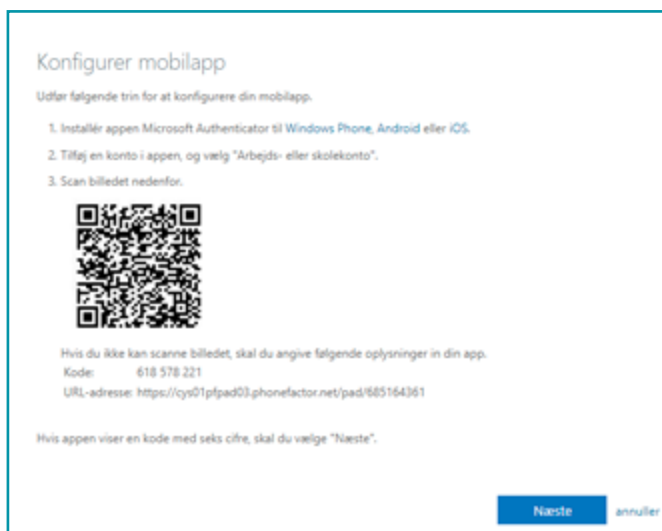 Konfigurer mobilapp
Udfør følgende trin for at konfigurere din mobilapp.
1. Installér appen Microsoft Authenticator til Windows Phone, Android eller iOS.
2. Tilføj en konto i appen, og vælg "Arbejds- eller skolekonto".
3. Scan billedet nedenfor.
Hvis du ikke kan scanne billedet, skal du angive følgende oplysninger in din app.
Kode: 618 578 221
URL-adresse: https://cys01pfpad03.phonefactor.net/pad/685164361
Hvis appen viser en kode med seks cifre, skal du vælge "Næste".
Næste annuller